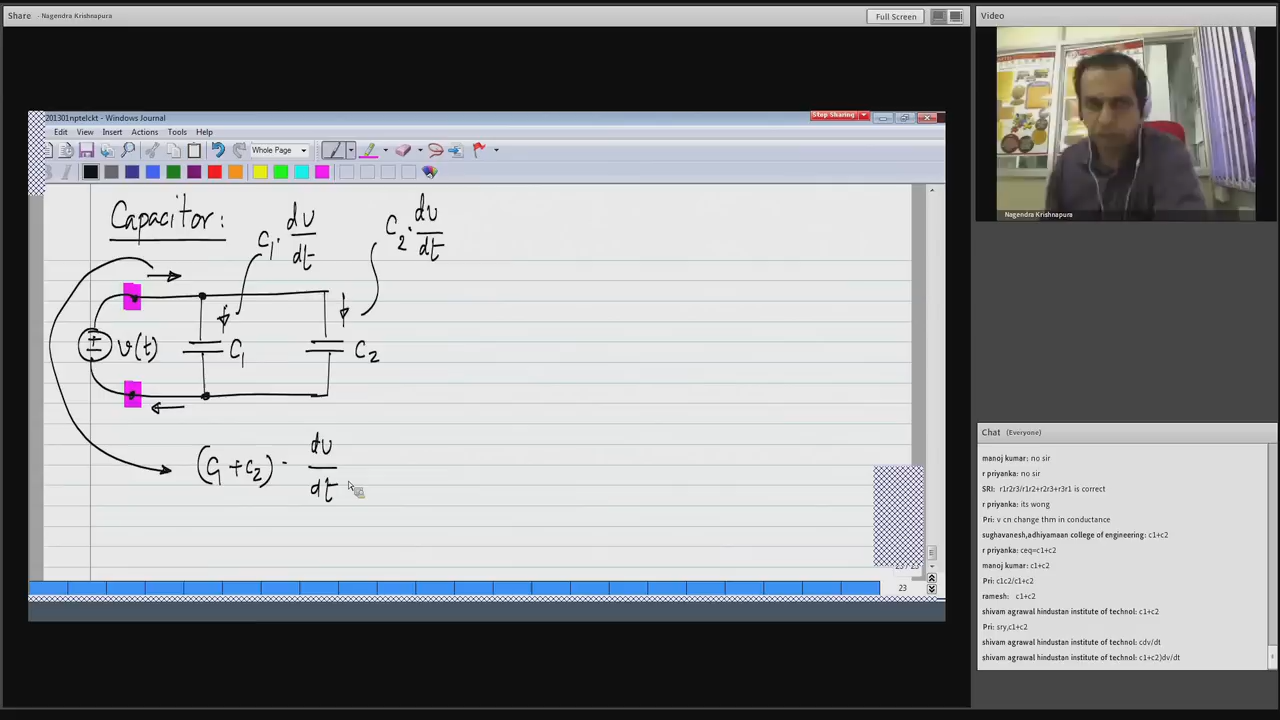 Share - Nagendra Krishnapura
Full Screen
Video
201301nptelckt - Windows Journal
Stop Sharing
Edit View Insert Actions Tools Help
Whole Page
Capacitor:
C1 · dv/dt
C2 · dv/dt
v(t)
+
−
C1
C2
(C1 + C2) · dv/dt
23
Nagendra Krishnapura
Chat (Everyone)
manoj kumar: no sir
r priyanka: no sir
SRI: r1r2r3/r1r2+r2r3+r3r1 is correct
r priyanka: its wong
Pri: v cn change thm in conductance
sughavanesh,adhiyamaan college of engineering: c1+c2
r priyanka: ceq=c1+c2
manoj kumar: c1+c2
Pri: c1c2/c1+c2
ramesh: c1+c2
shivam agrawal hindustan institute of technol: c1+c2
Pri: sry,c1+c2
shivam agrawal hindustan institute of technol: cdv/dt
shivam agrawal hindustan institute of technol: c1+c2)dv/dt